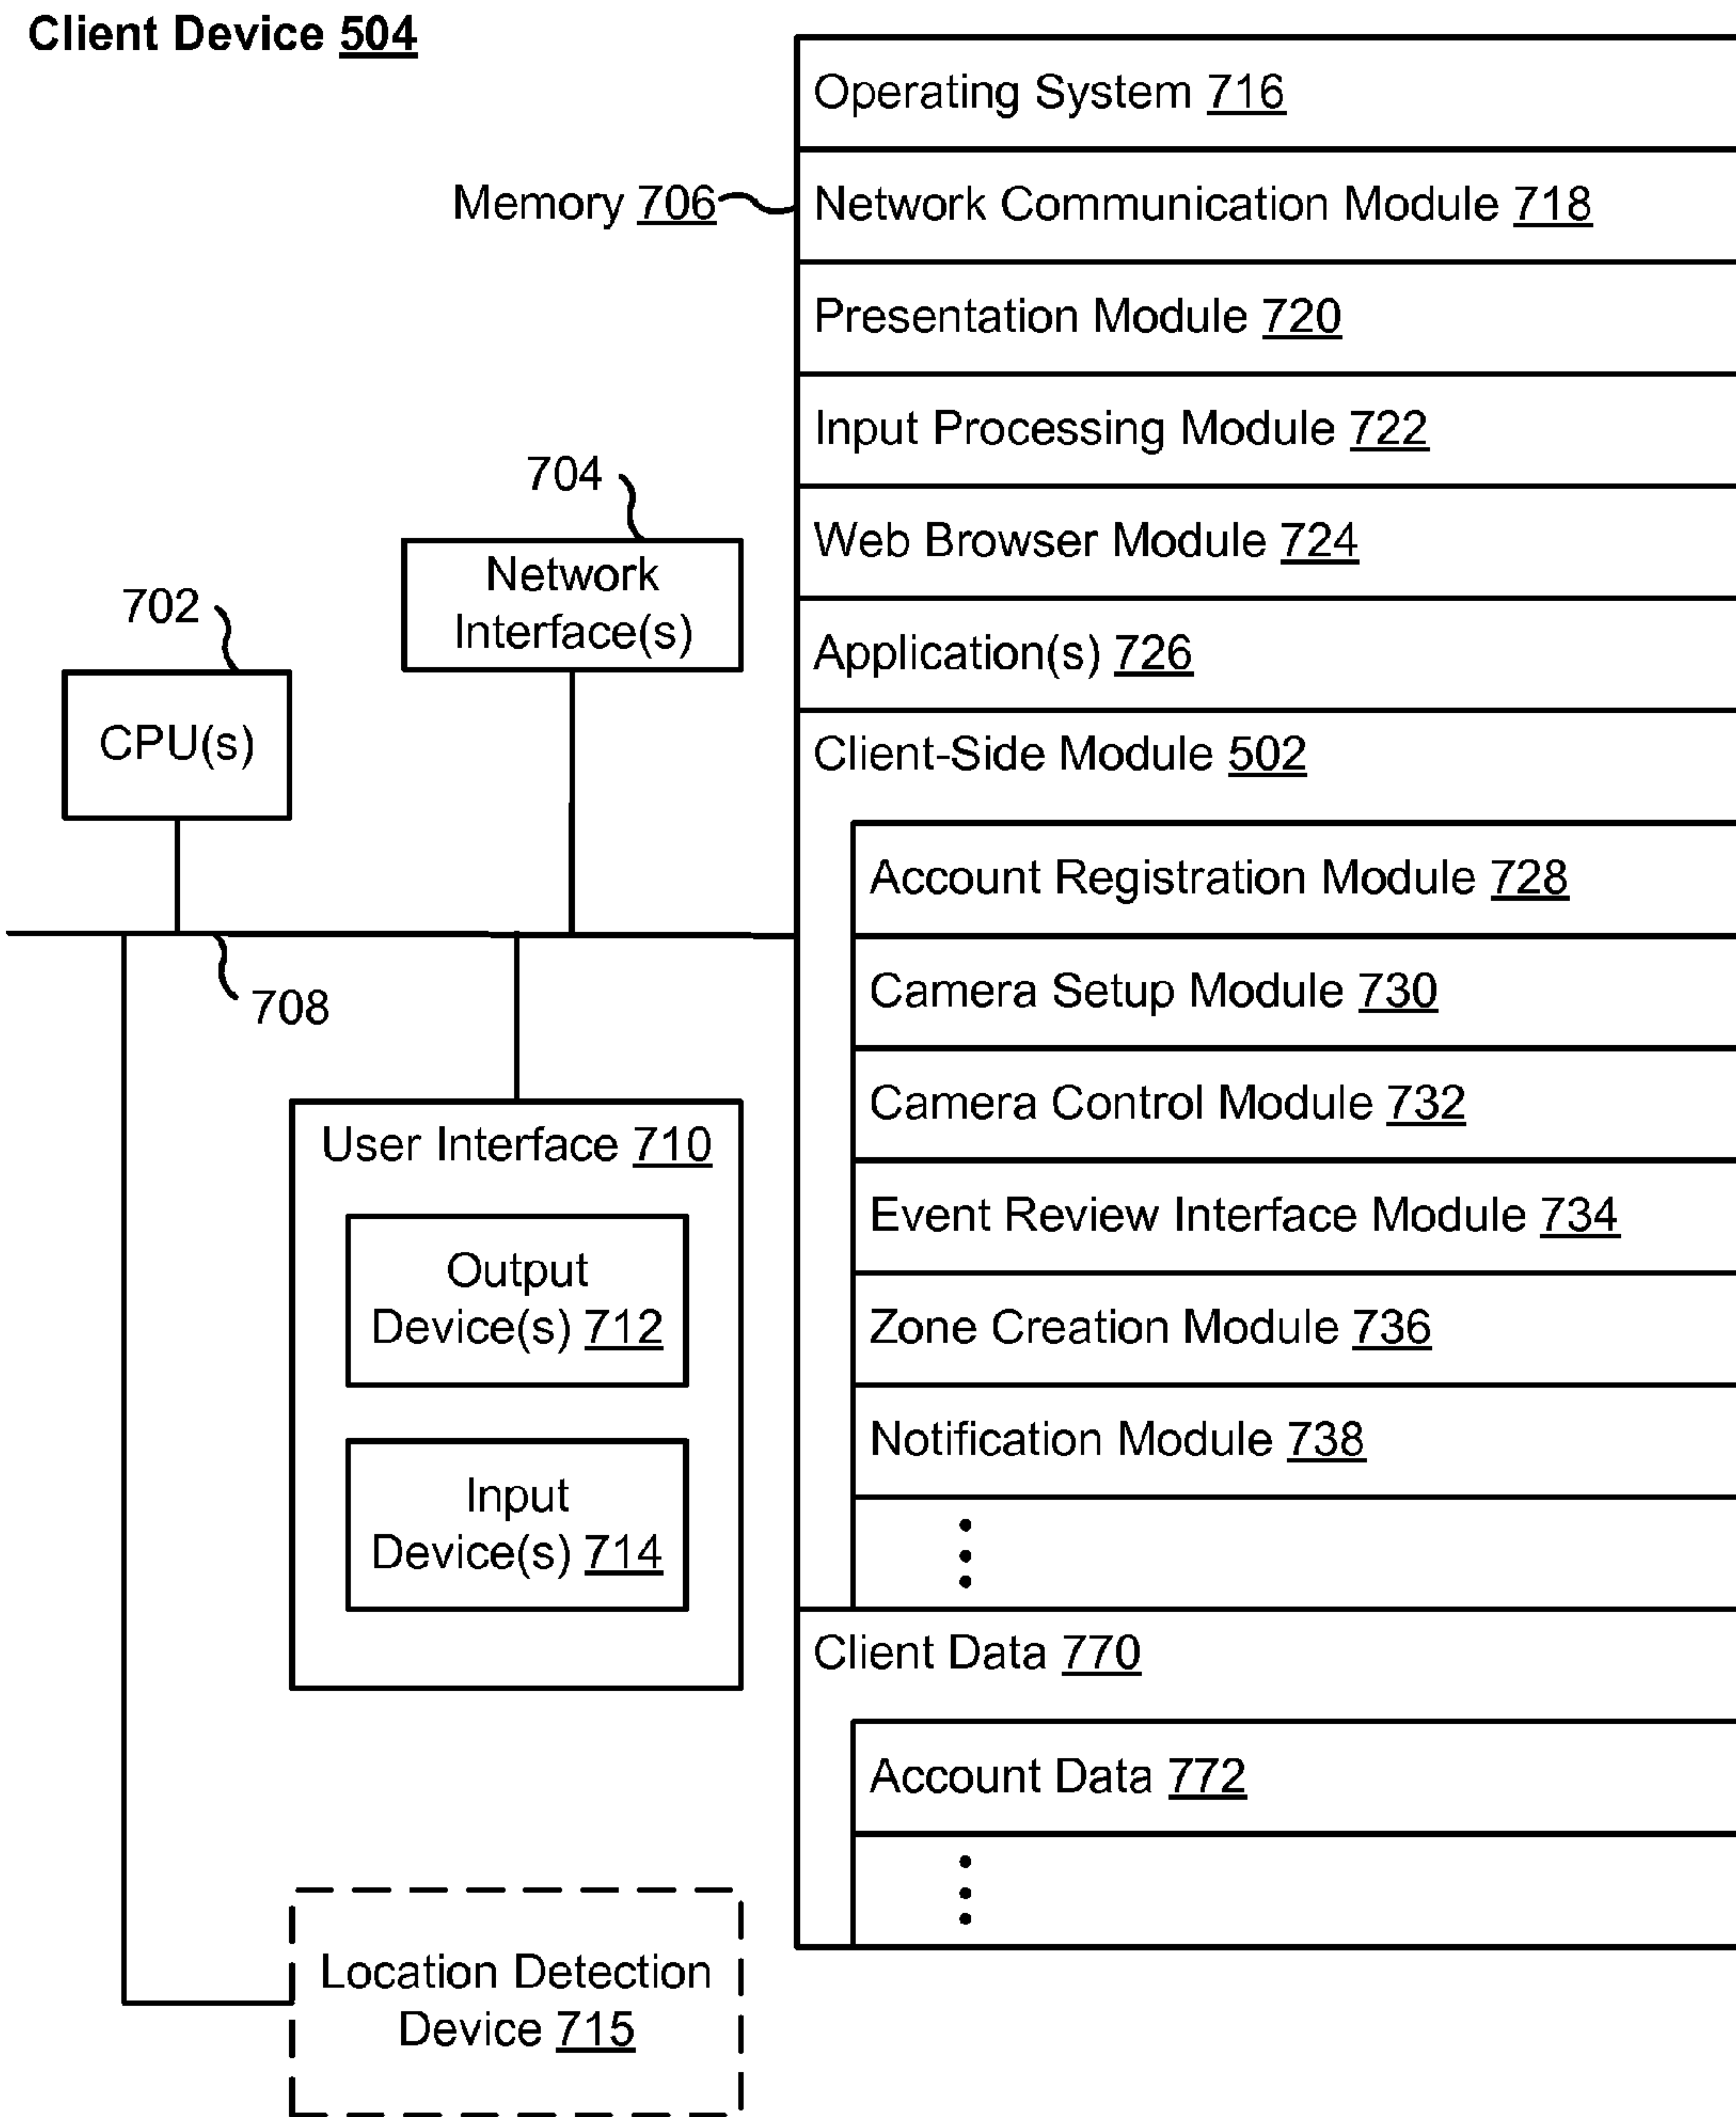 Client Device 504
Memory 706
704
Network
Interface(s)
702
CPU(s)
708
User Interface 710
Output
Device(s) 712
Input
Device(s) 714
Location Detection
Device 715
Operating System 716
Network Communication Module 718
Presentation Module 720
Input Processing Module 722
Web Browser Module 724
Application(s) 726
Client-Side Module 502
Account Registration Module 728
Camera Setup Module 730
Camera Control Module 732
Event Review Interface Module 734
Zone Creation Module 736
Notification Module 738
Client Data 770
Account Data 772